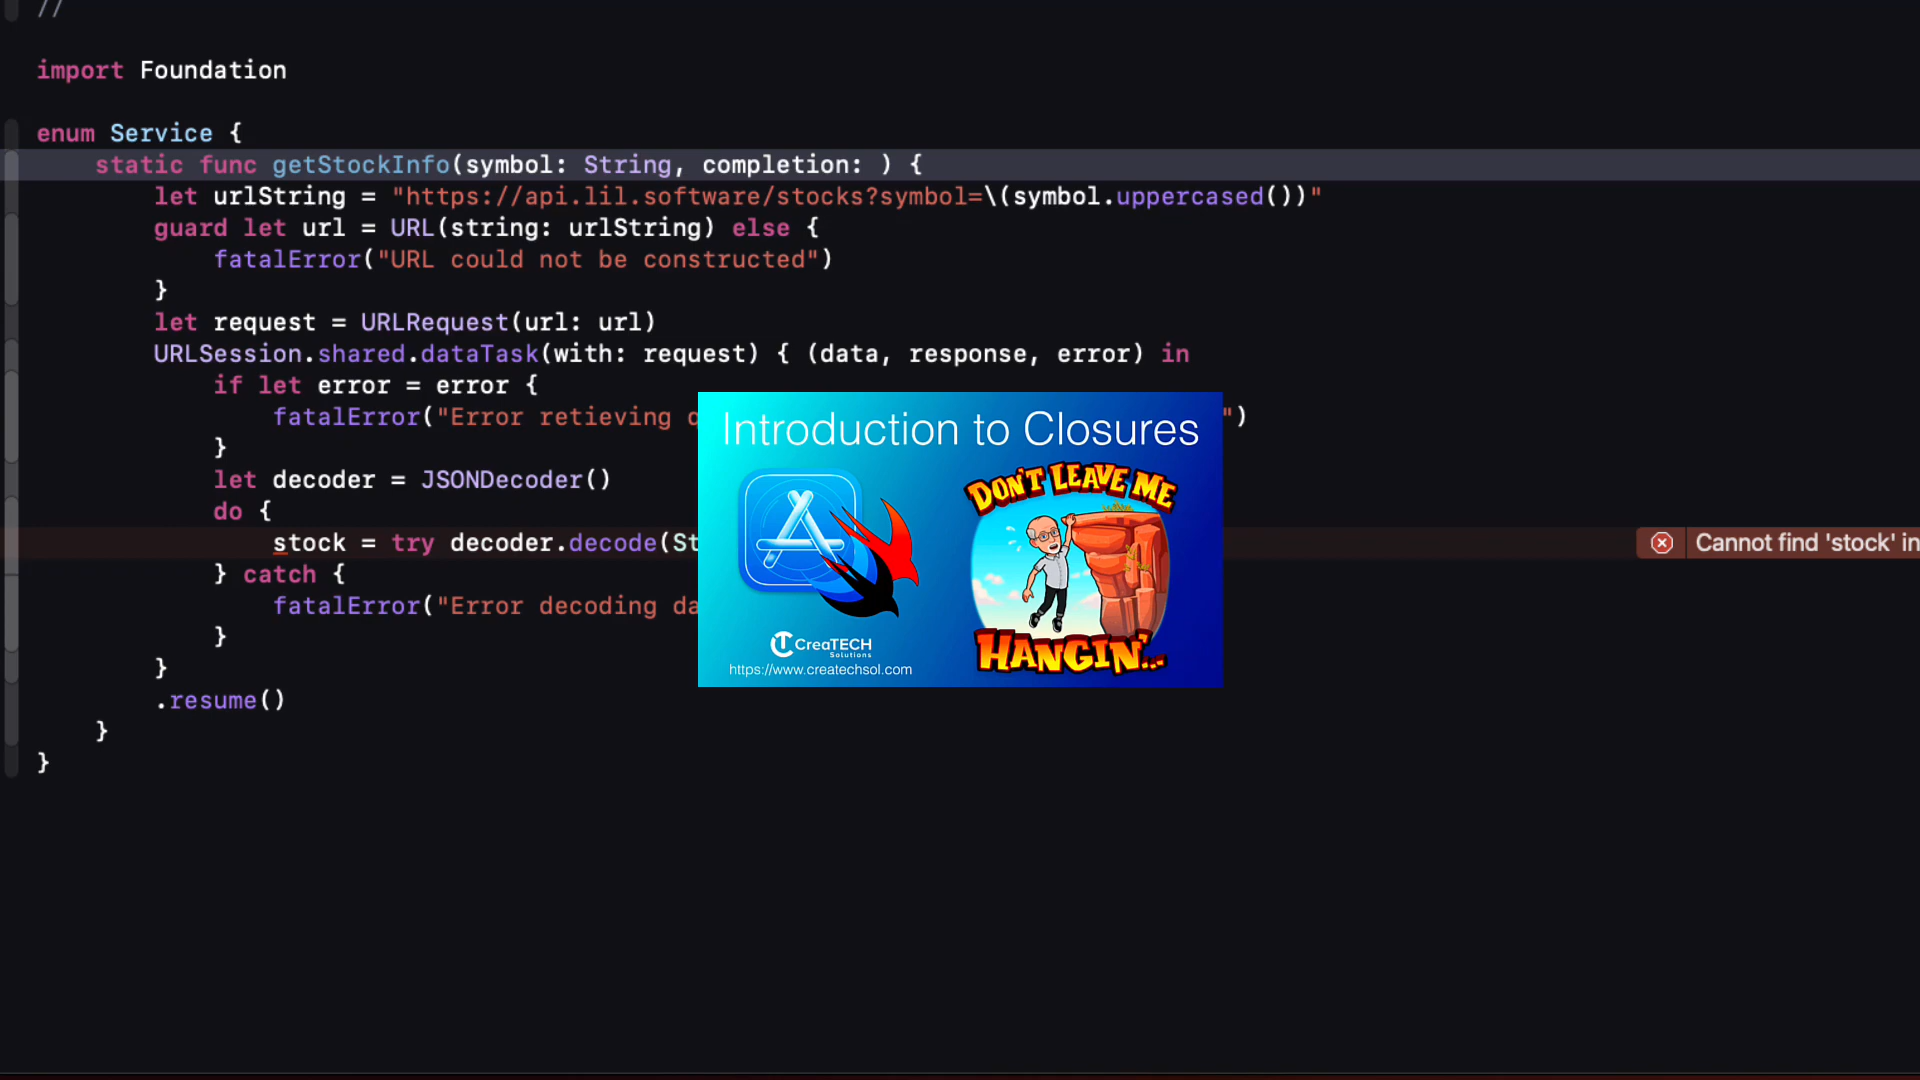 //
import Foundation
enum Service {
static func getStockInfo(symbol: String, completion: ) {
let urlString = "https://api.lil.software/stocks?symbol=\(symbol.uppercased())"
guard let url = URL(string: urlString) else {
fatalError("URL could not be constructed")
}
let request = URLRequest(url: url)
URLSession.shared.dataTask(with: request) { (data, response, error) in
if let error = error {
fatalError("Error retieving ")
}
let decoder = JSONDecoder()
do {
stock = try decoder.decode(
Cannot find 'stock' in
} catch {
fatalError("Error decoding
}
}
.resume()
}
}
Introduction to Closures
DON'T LEAVE ME
HANGIN'...
CreaTECH
Solutions
https://www.createchsol.com